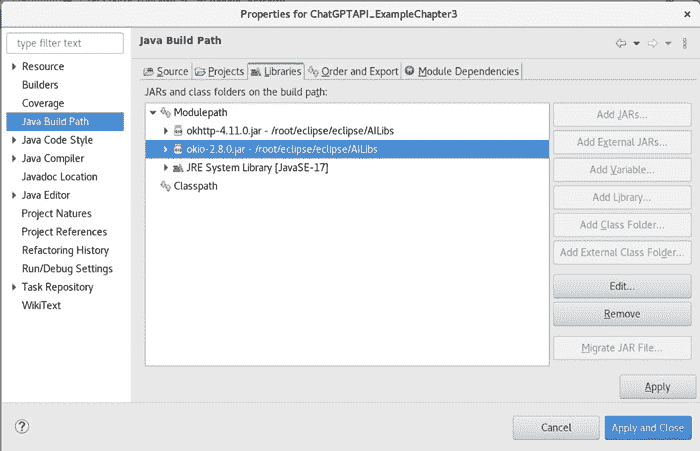 Properties for ChatGPTAPI_ExampleChapter3
type filter text
Resource
Builders
Coverage
Java Build Path
Java Code Style
Java Compiler
Javadoc Location
Java Editor
Project Natures
Project References
Refactoring History
Run/Debug Settings
Task Repository
WikiText
Java Build Path
Source
Projects
Libraries
Order and Export
Module Dependencies
JARs and class folders on the build path:
Modulepath
okhttp-4.11.0.jar - /root/eclipse/eclipse/AILibs
okio-2.8.0.jar - /root/eclipse/eclipse/AILibs
JRE System Library [JavaSE-17]
Classpath
Add JARs...
Add External JARs...
Add Variable...
Add Library...
Add Class Folder...
Add External Class Folder...
Edit...
Remove
Migrate JAR File...
Apply
Cancel
Apply and Close